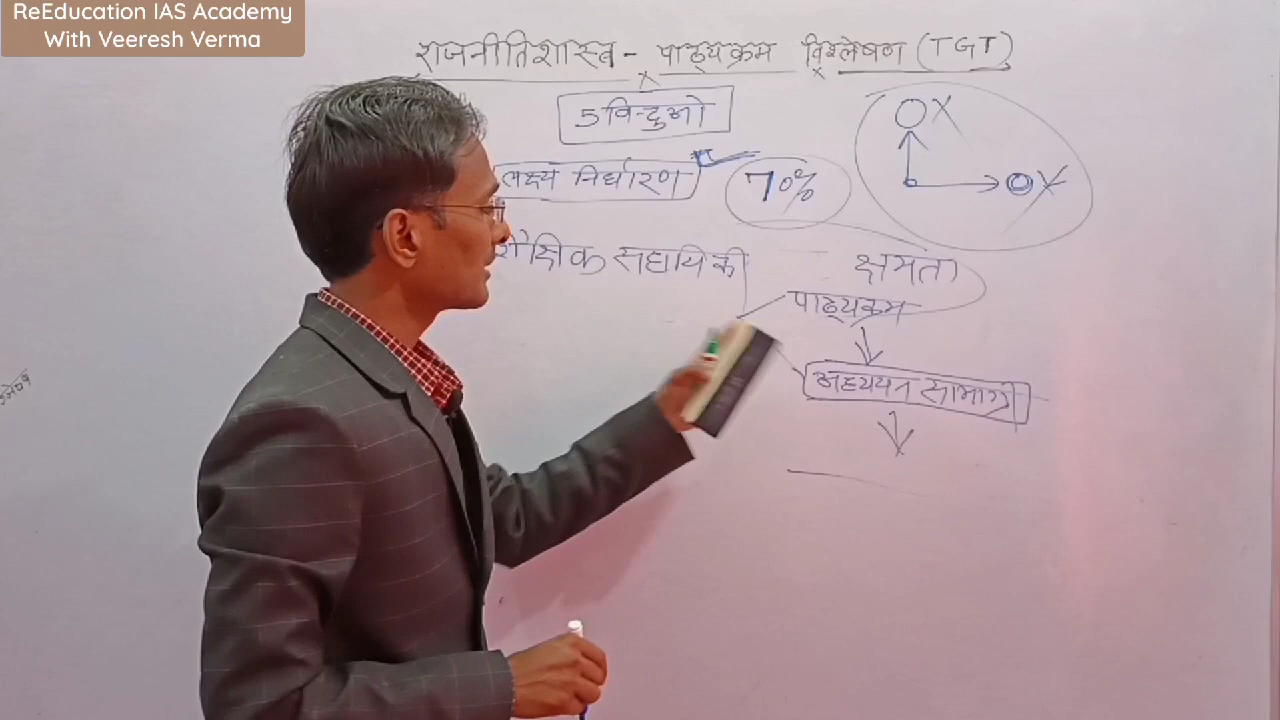 ReEducation IAS Academy
With Veeresh Verma
राजनीतिशास्त्र - पाठ्यक्रम विश्लेषण (TGT)
5 विन्दुओ
लक्ष्य निर्धारण
70%
शैक्षिक सहायिकी
क्षमता
पाठ्यक्रम
अध्ययन सामाग्री